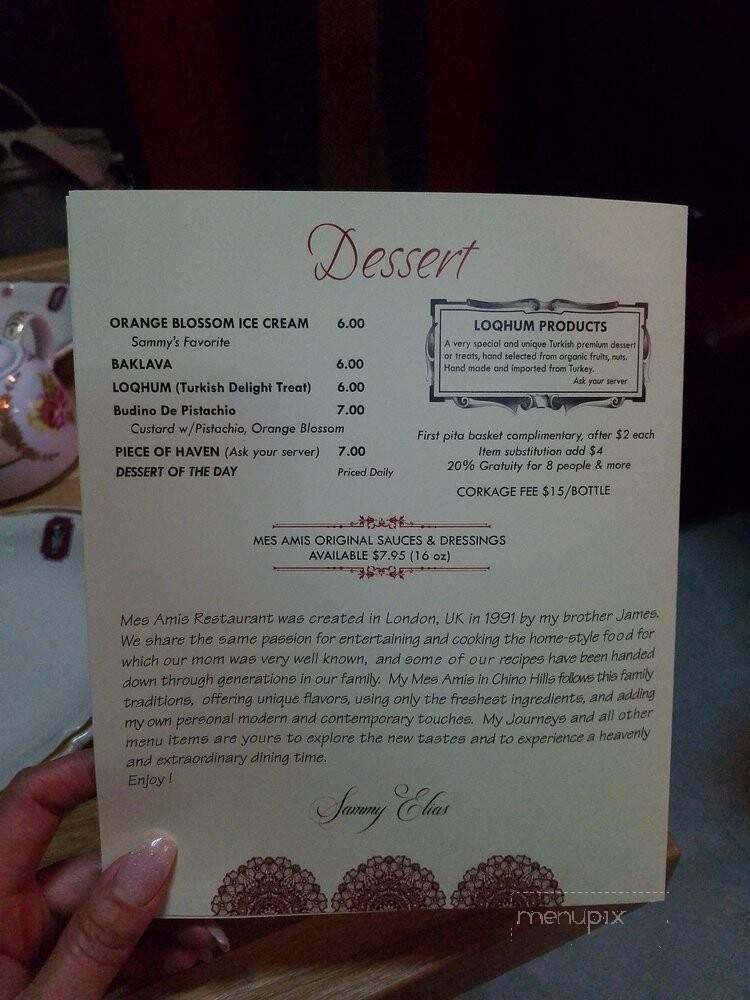 Dessert
ORANGE BLOSSOM ICE CREAM 6.00
Sammy's Favorite
BAKLAVA 6.00
LOQHUM (Turkish Delight Treat) 6.00
Budino De Pistachio 7.00
Custard w/Pistachio, Orange Blossom
PIECE OF HAVEN (Ask your server) 7.00
DESSERT OF THE DAY Priced Daily
LOQHUM PRODUCTS
A very special and unique Turkish premium dessert
or treats, hand selected from organic fruits, nuts.
Hand made and imported from Turkey.
Ask your server
First pita basket complimentary, after $2 each
Item substitution add $4
20% Gratuity for 8 people & more
CORKAGE FEE $15/BOTTLE
MES AMIS ORIGINAL SAUCES & DRESSINGS
AVAILABLE $7.95 (16 oz)
Mes Amis Restaurant was created in London, UK in 1991 by my brother James.
We share the same passion for entertaining and cooking the home-style food for
which our mom was very well known, and some of our recipes have been handed
down through generations in our family. My Mes Amis in Chino Hills follows this family
traditions, offering unique flavors, using only the freshest ingredients, and adding
my own personal modern and contemporary touches. My Journeys and all other
menu items are yours to explore the new tastes and to experience a heavenly
and extraordinary dining time.
Enjoy !
Sammy Elias
menupix